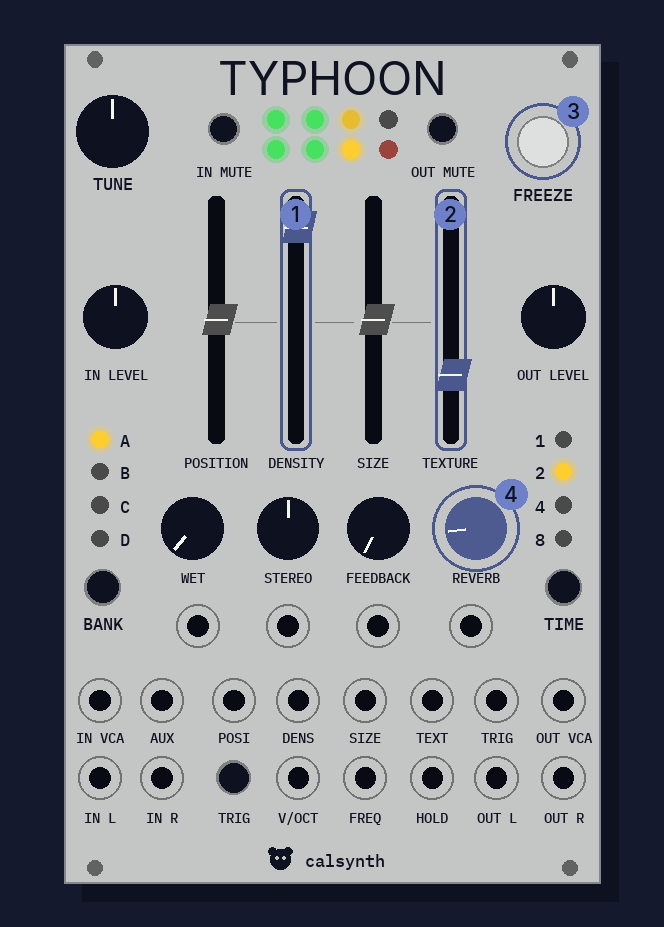 TYPHOON
3
TUNE
IN MUTE
OUT MUTE
FREEZE
1
2
IN LEVEL
OUT LEVEL
A
1
B
2
C
4
D
8
POSITION DENSITY SIZE TEXTURE
4
WET STEREO FEEDBACK REVERB
BANK
TIME
IN VCA AUX POSI DENS SIZE TEXT TRIG OUT VCA
IN L IN R TRIG V/OCT FREQ HOLD OUT L OUT R
calsynth